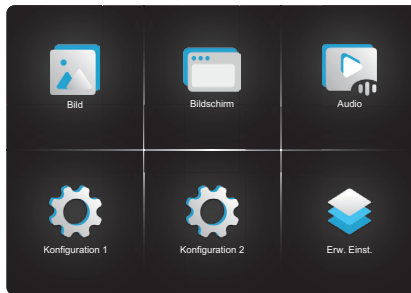 Bild
Bildschirm
Audio
Konfiguration 1
Konfiguration 2
Erw. Einst.